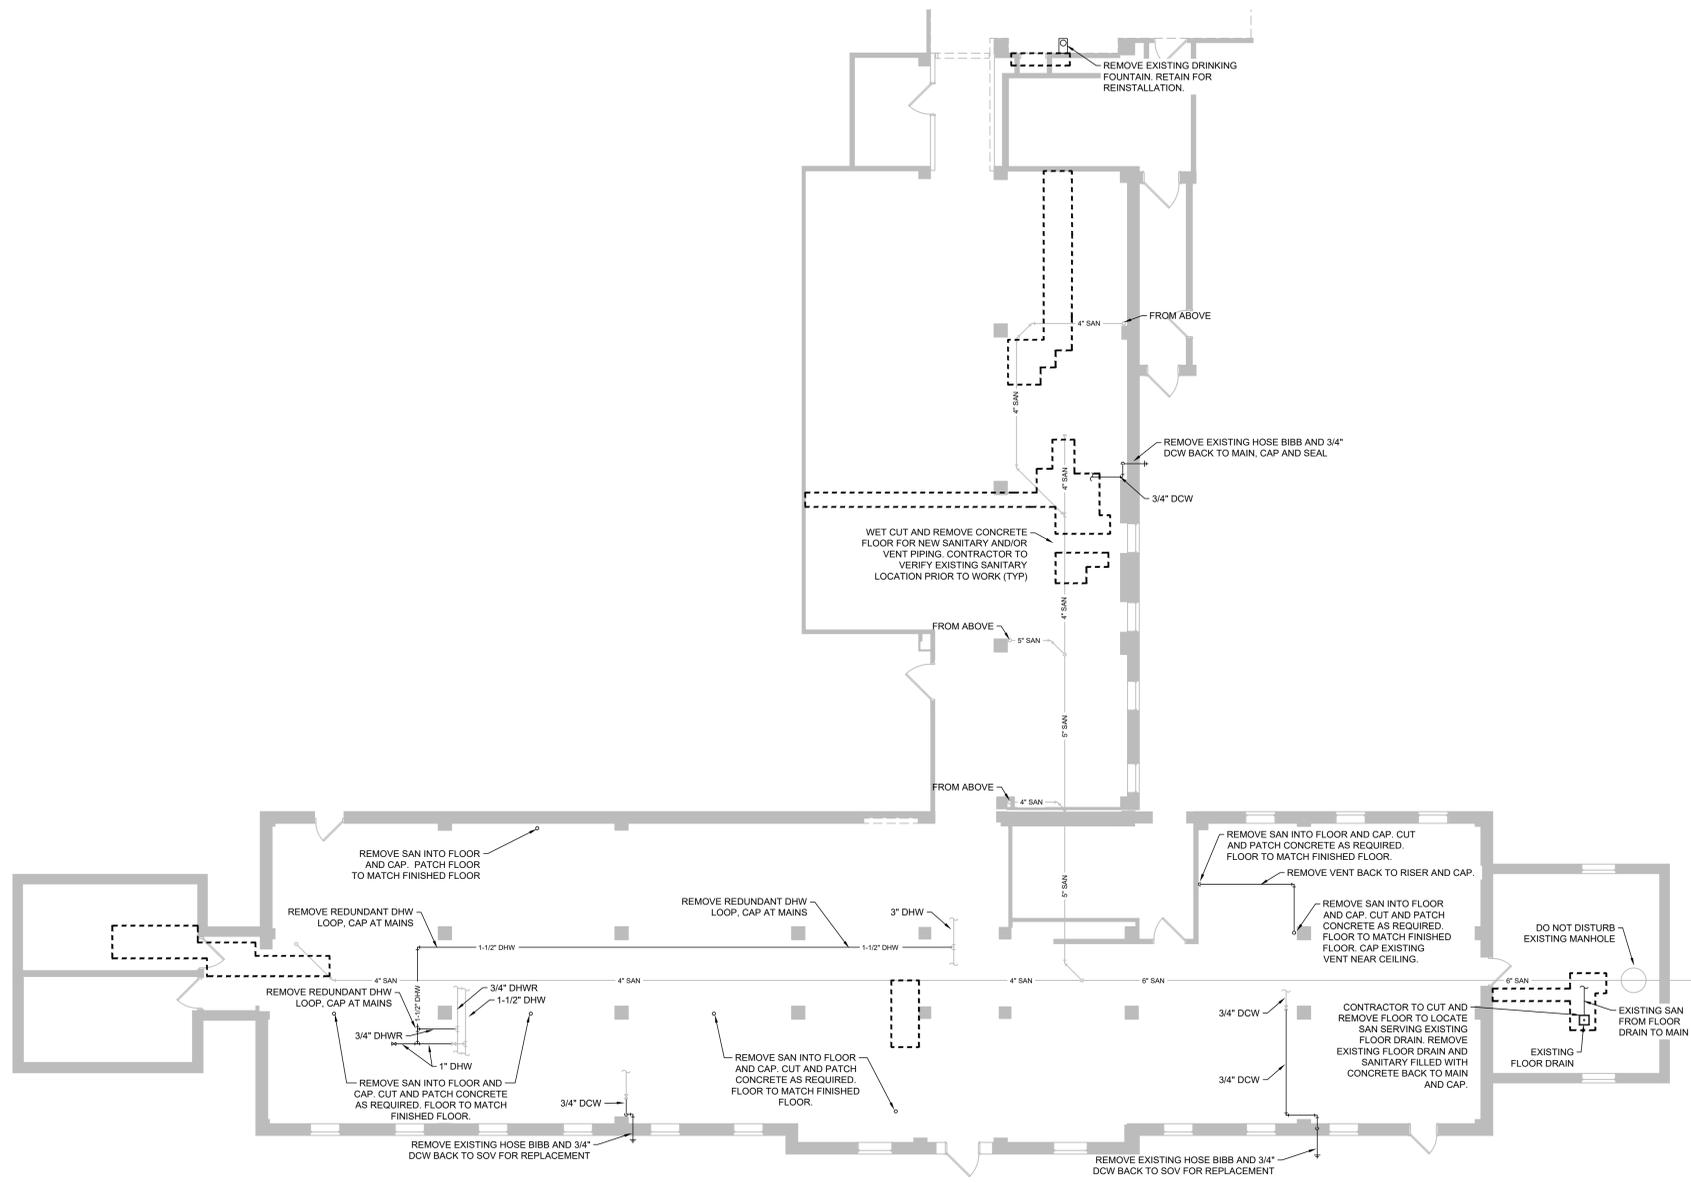 REMOVE EXISTING DRINKING
FOUNTAIN. RETAIN FOR
REINSTALLATION.
4" SAN
FROM ABOVE
4" SAN
REMOVE EXISTING HOSE BIBB AND 3/4"
DCW BACK TO MAIN, CAP AND SEAL
4" SAN
3/4" DCW
WET CUT AND REMOVE CONCRETE
FLOOR FOR NEW SANITARY AND/OR
VENT PIPING. CONTRACTOR TO
VERIFY EXISTING SANITARY
LOCATION PRIOR TO WORK (TYP)
4" SAN
FROM ABOVE
5" SAN
5" SAN
FROM ABOVE
4" SAN
REMOVE SAN INTO FLOOR
AND CAP. PATCH FLOOR
TO MATCH FINISHED FLOOR
REMOVE SAN INTO FLOOR AND CAP. CUT
AND PATCH CONCRETE AS REQUIRED.
FLOOR TO MATCH FINISHED FLOOR.
REMOVE VENT BACK TO RISER AND CAP.
5" SAN
REMOVE REDUNDANT DHW
LOOP, CAP AT MAINS
REMOVE REDUNDANT DHW
LOOP, CAP AT MAINS
3" DHW
REMOVE SAN INTO FLOOR
AND CAP. CUT AND PATCH
CONCRETE AS REQUIRED.
FLOOR TO MATCH FINISHED
FLOOR. CAP EXISTING
VENT NEAR CEILING.
DO NOT DISTURB
EXISTING MANHOLE
1-1/2" DHW
1-1/2" DHW
4" SAN
4" SAN
4" SAN
6" SAN
6" SAN
REMOVE REDUNDANT DHW
LOOP, CAP AT MAINS
1-1/2" DHW
3/4" DHWR
1-1/2" DHW
3/4" DHWR
1" DHW
3/4" DCW
CONTRACTOR TO CUT AND
REMOVE FLOOR TO LOCATE
SAN SERVING EXISTING
FLOOR DRAIN. REMOVE
EXISTING FLOOR DRAIN AND
SANITARY FILLED WITH
CONCRETE BACK TO MAIN
AND CAP.
EXISTING SAN
FROM FLOOR
DRAIN TO MAIN
EXISTING
FLOOR DRAIN
REMOVE SAN INTO FLOOR
AND CAP. CUT AND PATCH
CONCRETE AS REQUIRED.
FLOOR TO MATCH FINISHED
FLOOR.
3/4" DCW
REMOVE SAN INTO FLOOR AND
CAP. CUT AND PATCH CONCRETE
AS REQUIRED. FLOOR TO MATCH
FINISHED FLOOR.
3/4" DCW
REMOVE EXISTING HOSE BIBB AND 3/4"
DCW BACK TO SOV FOR REPLACEMENT
REMOVE EXISTING HOSE BIBB AND 3/4"
DCW BACK TO SOV FOR REPLACEMENT